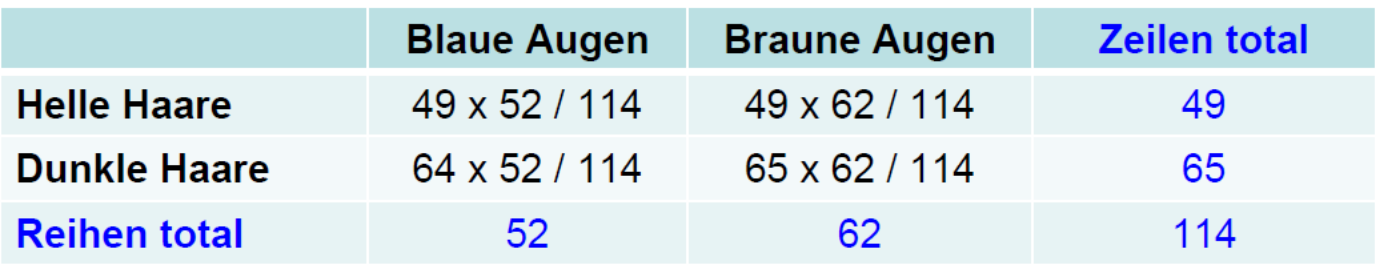 Blaue Augen Braune Augen Zeilen total
Helle Haare 49 x 52 / 114 49 x 62 / 114 49
Dunkle Haare 64 x 52 / 114 65 x 62 / 114 65
Reihen total 52 62 114